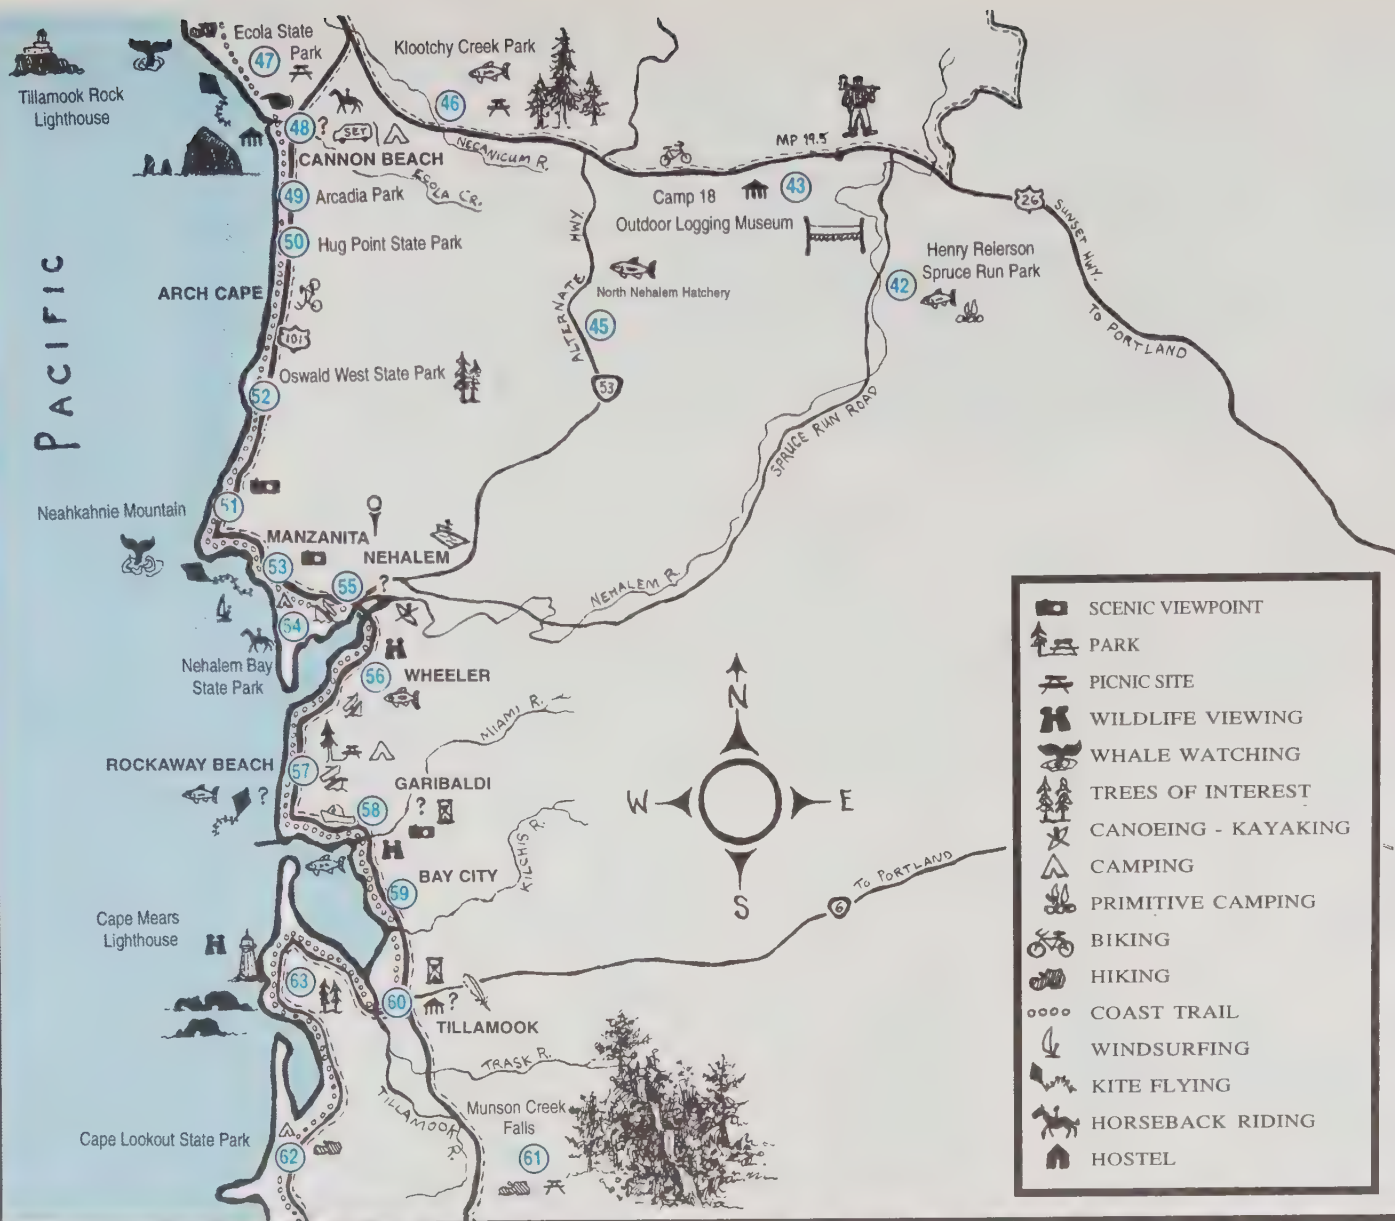 Ecola State
Park
47
Tillamook Rock
Lighthouse
Klootchy Creek Park
46
48
?
SET
CANNON BEACH
NECANICUM R.
ECOLA CR.
MP 19.5
Camp 18
43
Outdoor Logging Museum
26
SUNSET HWY.
TO PORTLAND
49
Arcadia Park
50
Hug Point State Park
PACIFIC
ARCH CAPE
101
Henry Reierson
Spruce Run Park
42
North Nehalem Hatchery
45
ALTERNATE HWY.
53
Oswald West State Park
52
SPRUCE RUN ROAD
51
Neahkahnie Mountain
MANZANITA
53
NEHALEM
55
?
NEHALEM R.
54
Nehalem Bay
State Park
56
WHEELER
MIAMI R.
ROCKAWAY BEACH
57
?
GARIBALDI
58
?
KILCHIS R.
BAY CITY
59
N
W
E
S
6
TO PORTLAND
Cape Mears
Lighthouse
63
60
?
TILLAMOOK
TRASK R.
TILLAMOOK R.
Munson Creek
Falls
61
Cape Lookout State Park
62
SCENIC VIEWPOINT
PARK
PICNIC SITE
WILDLIFE VIEWING
WHALE WATCHING
TREES OF INTEREST
CANOEING - KAYAKING
CAMPING
PRIMITIVE CAMPING
BIKING
HIKING
COAST TRAIL
WINDSURFING
KITE FLYING
HORSEBACK RIDING
HOSTEL